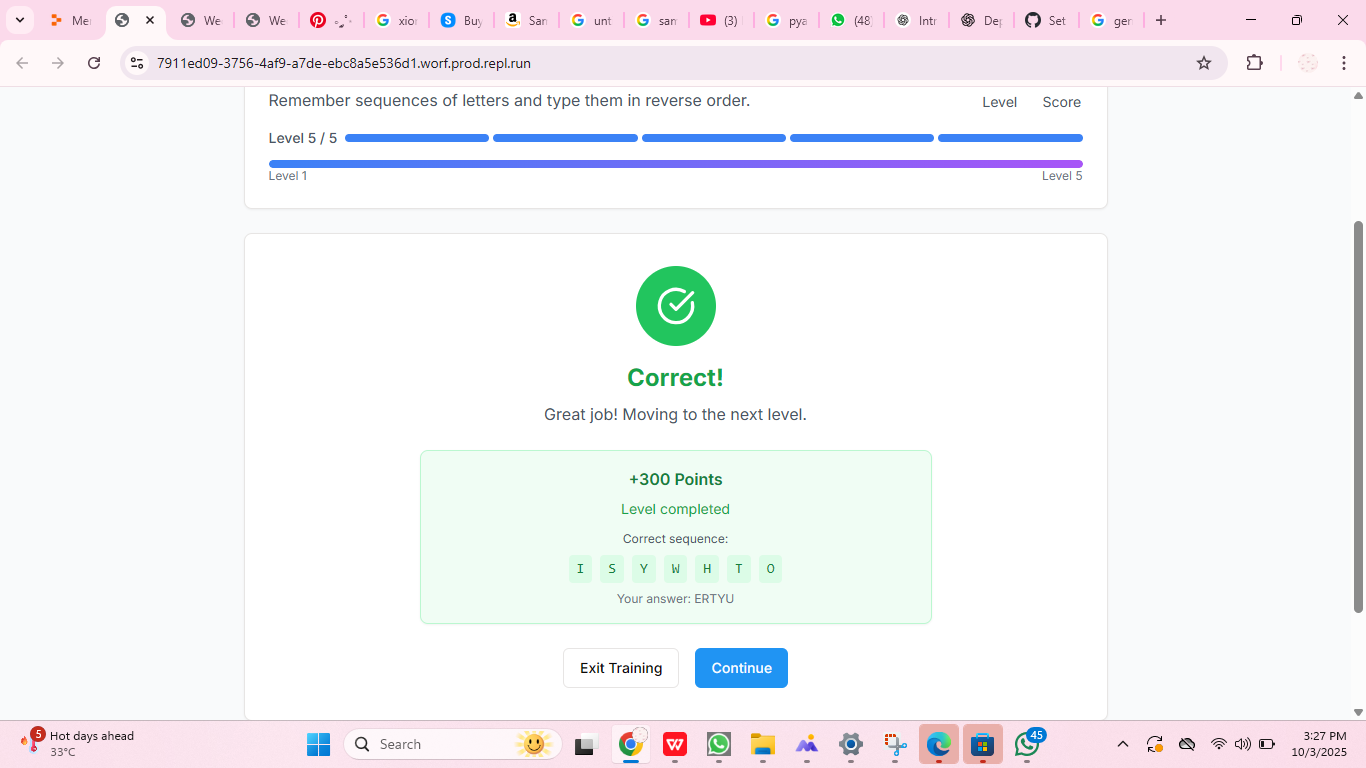 Me
We
We
xior
Buy
San
unt
sam
(3)
pya
(48)
Intr
Dep
Set
gen
7911ed09-3756-4af9-a7de-ebc8a5e536d1.worf.prod.repl.run
Remember sequences of letters and type them in reverse order.
Level Score
Level 5 / 5
Level 1 Level 5
Correct!
Great job! Moving to the next level.
+300 Points
Level completed
Correct sequence:
I S Y W H T O
Your answer: ERTYU
Exit Training Continue
5 Hot days ahead
33°C
Search
45
3:27 PM
10/3/2025